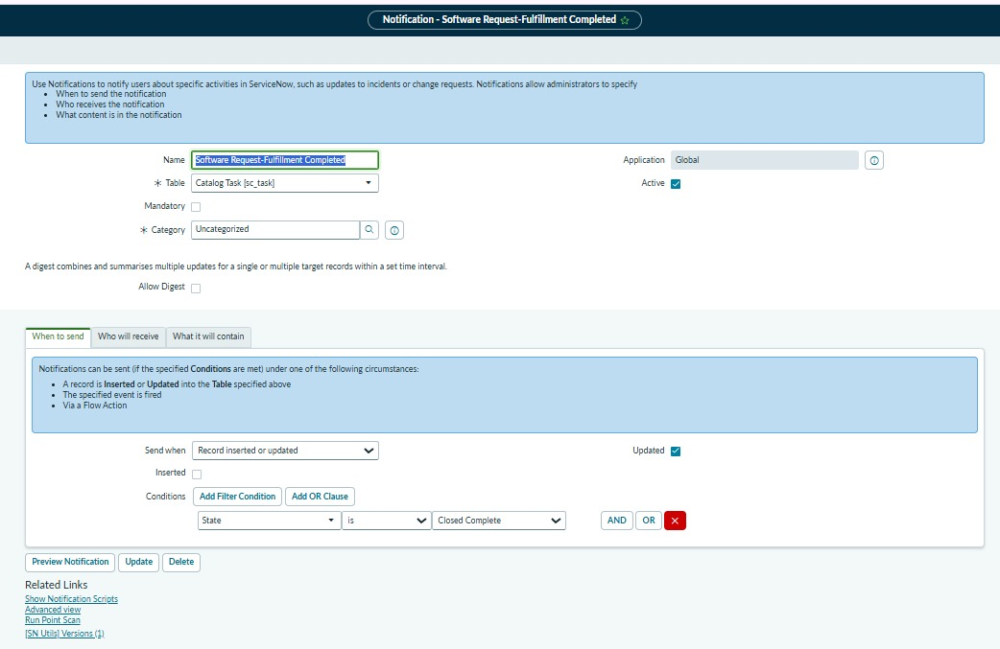 Notification - Software Request-Fulfillment Completed
Use Notifications to notify users about specific activities in ServiceNow, such as updates to incidents or change requests. Notifications allow administrators to specify
When to send the notification
Who receives the notification
What content is in the notification
Name Software Request-Fulfillment Completed Application Global
* Table Catalog Task [sc_task] Active
Mandatory
* Category Uncategorized
A digest combines and summarises multiple updates for a single or multiple target records within a set time interval.
Allow Digest
When to send Who will receive What it will contain
Notifications can be sent (if the specified Conditions are met) under one of the following circumstances:
A record is Inserted or Updated into the Table specified above
The specified event is fired
Via a Flow Action
Send when Record inserted or updated Updated
Inserted
Conditions Add Filter Condition Add OR Clause
State is Closed Complete AND OR
Preview Notification Update Delete
Related Links
Show Notification Scripts
Advanced view
Run Point Scan
[SN Utils] Versions (1)